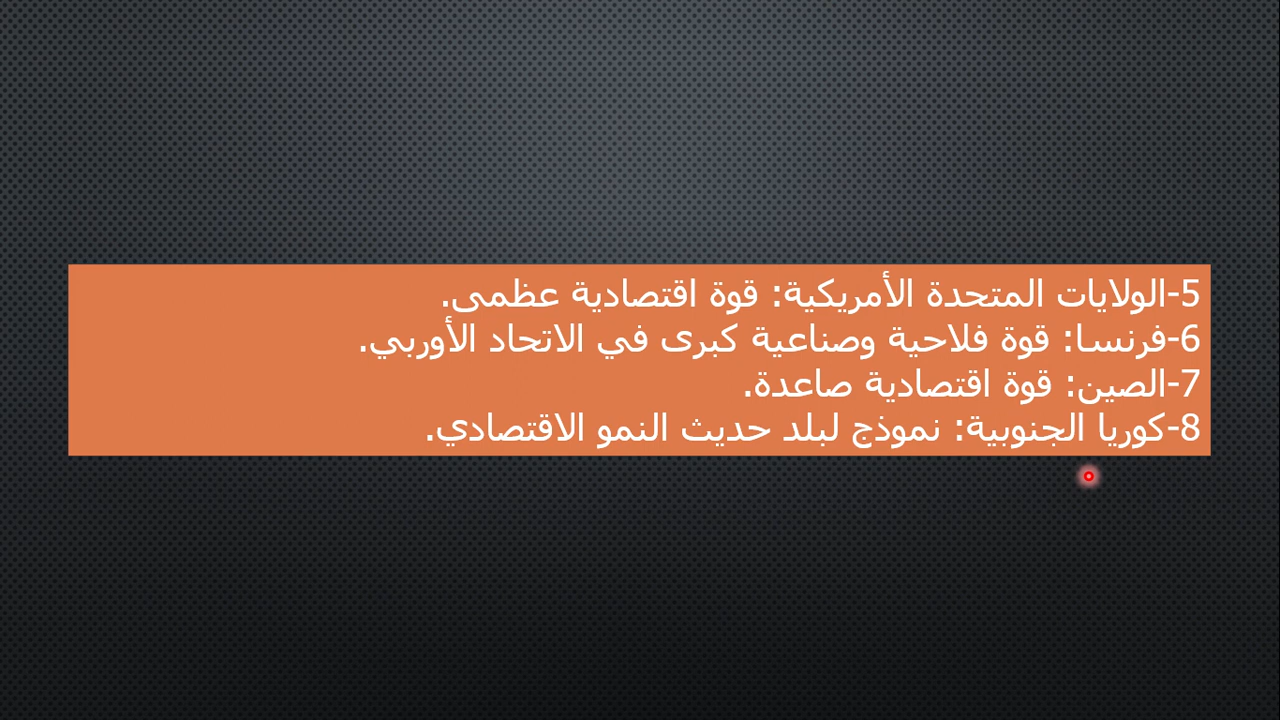 5-الولايات المتحدة الأمريكية: قوة اقتصادية عظمى.
6-فرنسا: قوة فلاحية وصناعية كبرى في الاتحاد الأوربي.
7-الصين: قوة اقتصادية صاعدة.
8-كوريا الجنوبية: نموذج لبلد حديث النمو الاقتصادي.